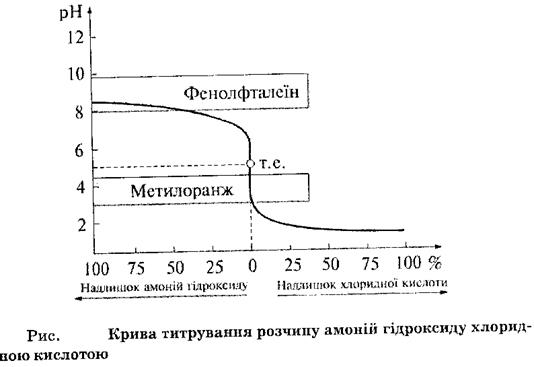 pH
12
10
Фенолфталеїн
8
6
т.е.
4
Метилоранж
2
100 75 50 25 0 25 50 75 100 %
Надлишок амоній гідроксиду Надлишок хлоридної кислоти
Рис. Крива титрування розчину амоній гідроксиду хлорид-
ною кислотою